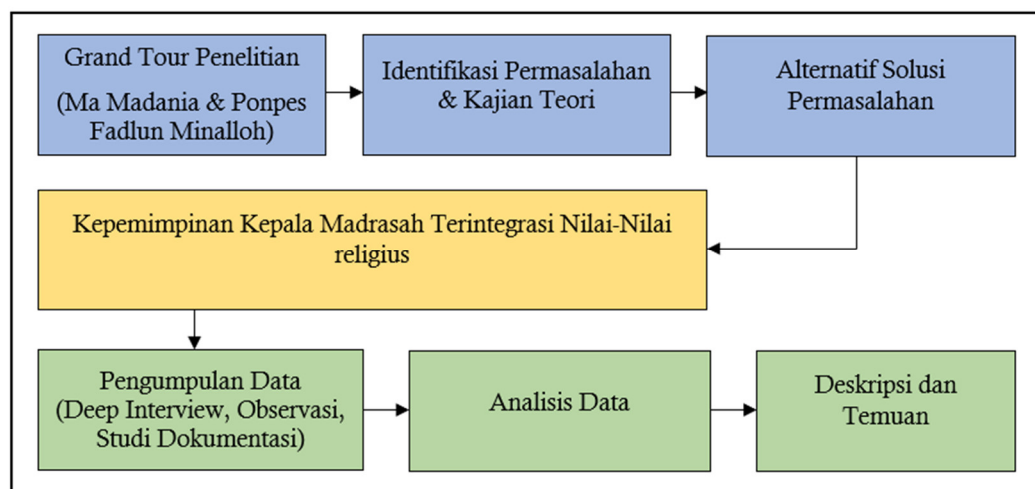 Grand Tour Penelitian
(Ma Madania & Ponpes
Fadlun Minalloh)
Identifikasi Permasalahan
& Kajian Teori
Alternatif Solusi
Permasalahan
Kepemimpinan Kepala Madrasah Terintegrasi Nilai-Nilai
religius
Pengumpulan Data
(Deep Interview, Observasi,
Studi Dokumentasi)
Analisis Data
Deskripsi dan
Temuan